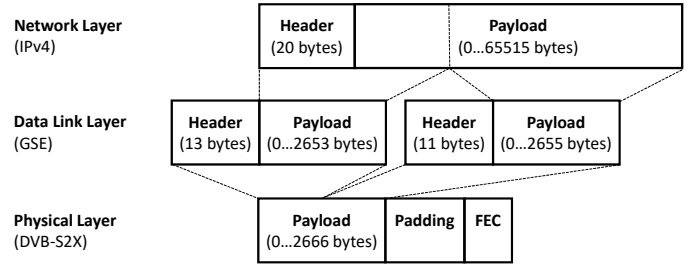 Network Layer
(IPv4)
Header
(20 bytes)
Payload
(0...65515 bytes)
Data Link Layer
(GSE)
Header
(13 bytes)
Payload
(0...2653 bytes)
Header
(11 bytes)
Payload
(0...2655 bytes)
Physical Layer
(DVB-S2X)
Payload
(0...2666 bytes)
Padding
FEC